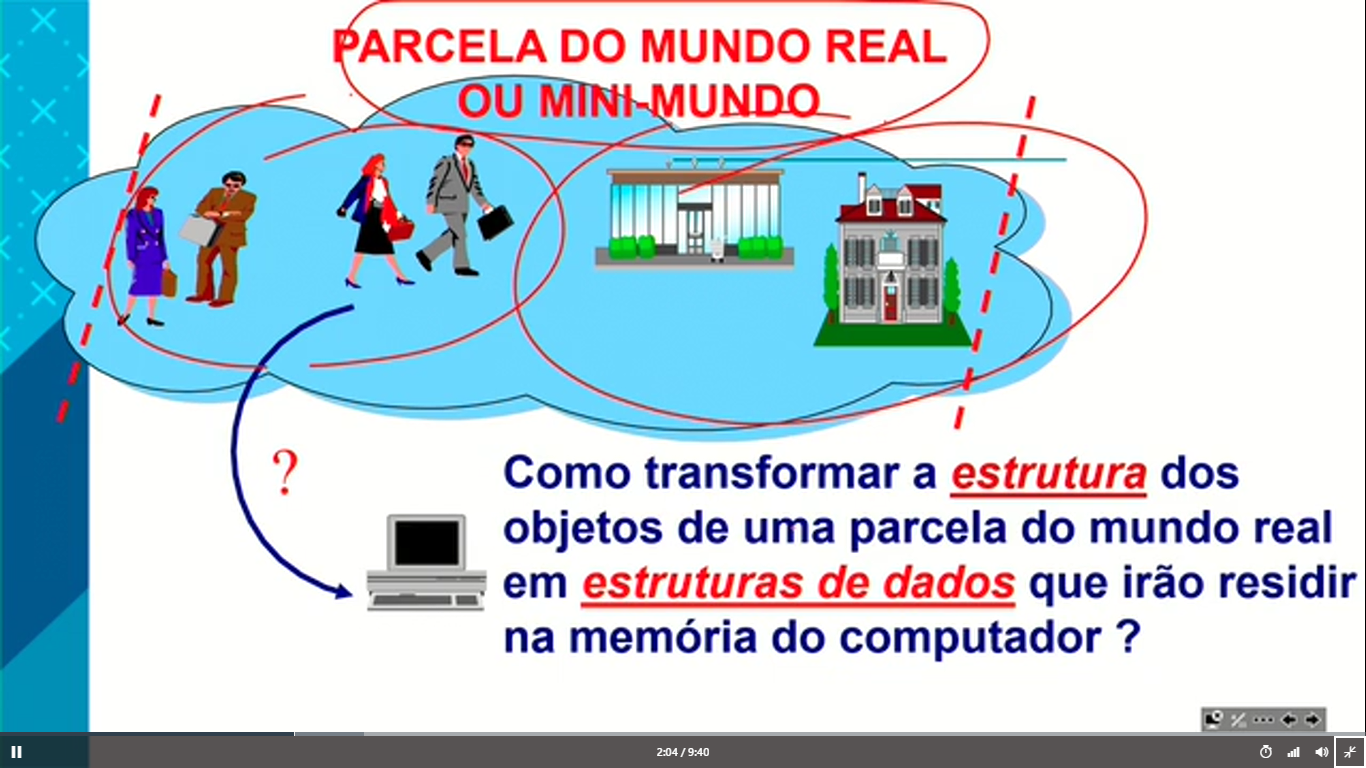 PARCELA DO MUNDO REAL
OU MINI-MUNDO
?
Como transformar a estrutura dos
objetos de uma parcela do mundo real
em estruturas de dados que irão residir
na memória do computador ?
2:04 / 9:40